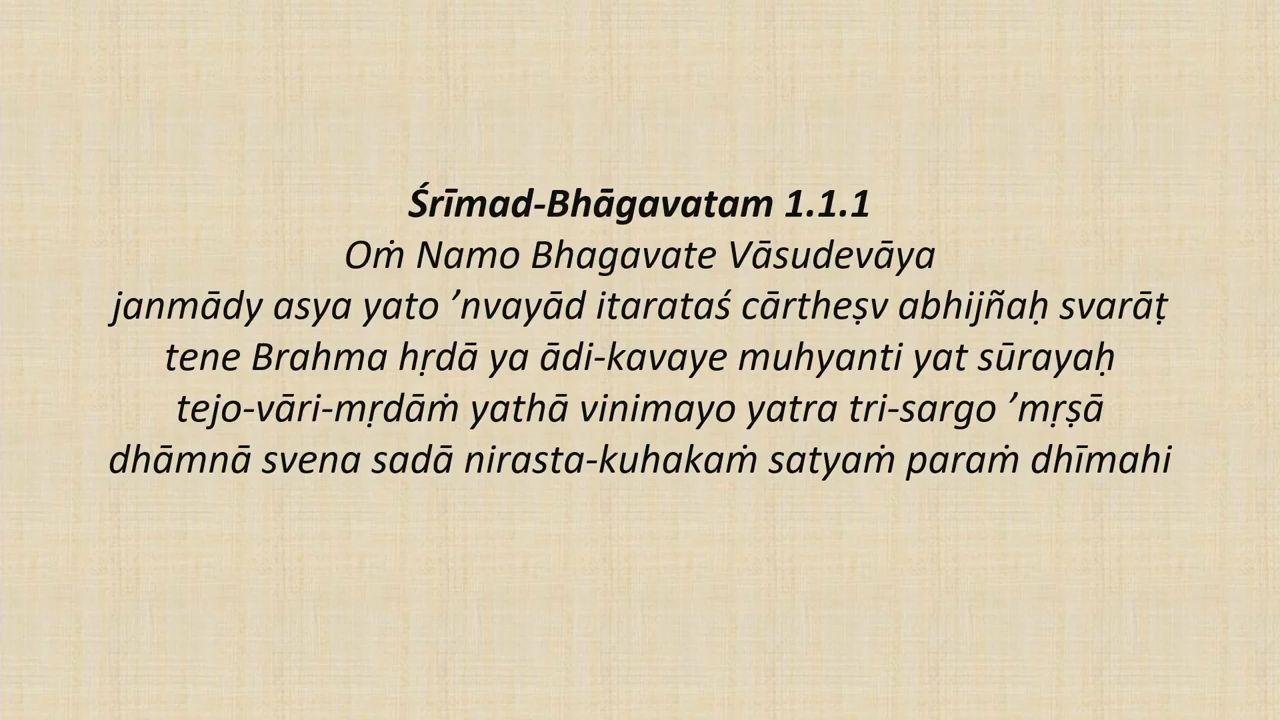 Śrīmad-Bhāgavatam 1.1.1
Oṁ Namo Bhagavate Vāsudevāya
janmādy asya yato ’nvayād itarataś cārtheṣv abhijñaḥ svarāṭ
tene Brahma hṛdā ya ādi-kavaye muhyanti yat sūrayaḥ
tejo-vāri-mṛdāṁ yathā vinimayo yatra tri-sargo ’mṛṣā
dhāmnā svena sadā nirasta-kuhakaṁ satyaṁ paraṁ dhīmahi